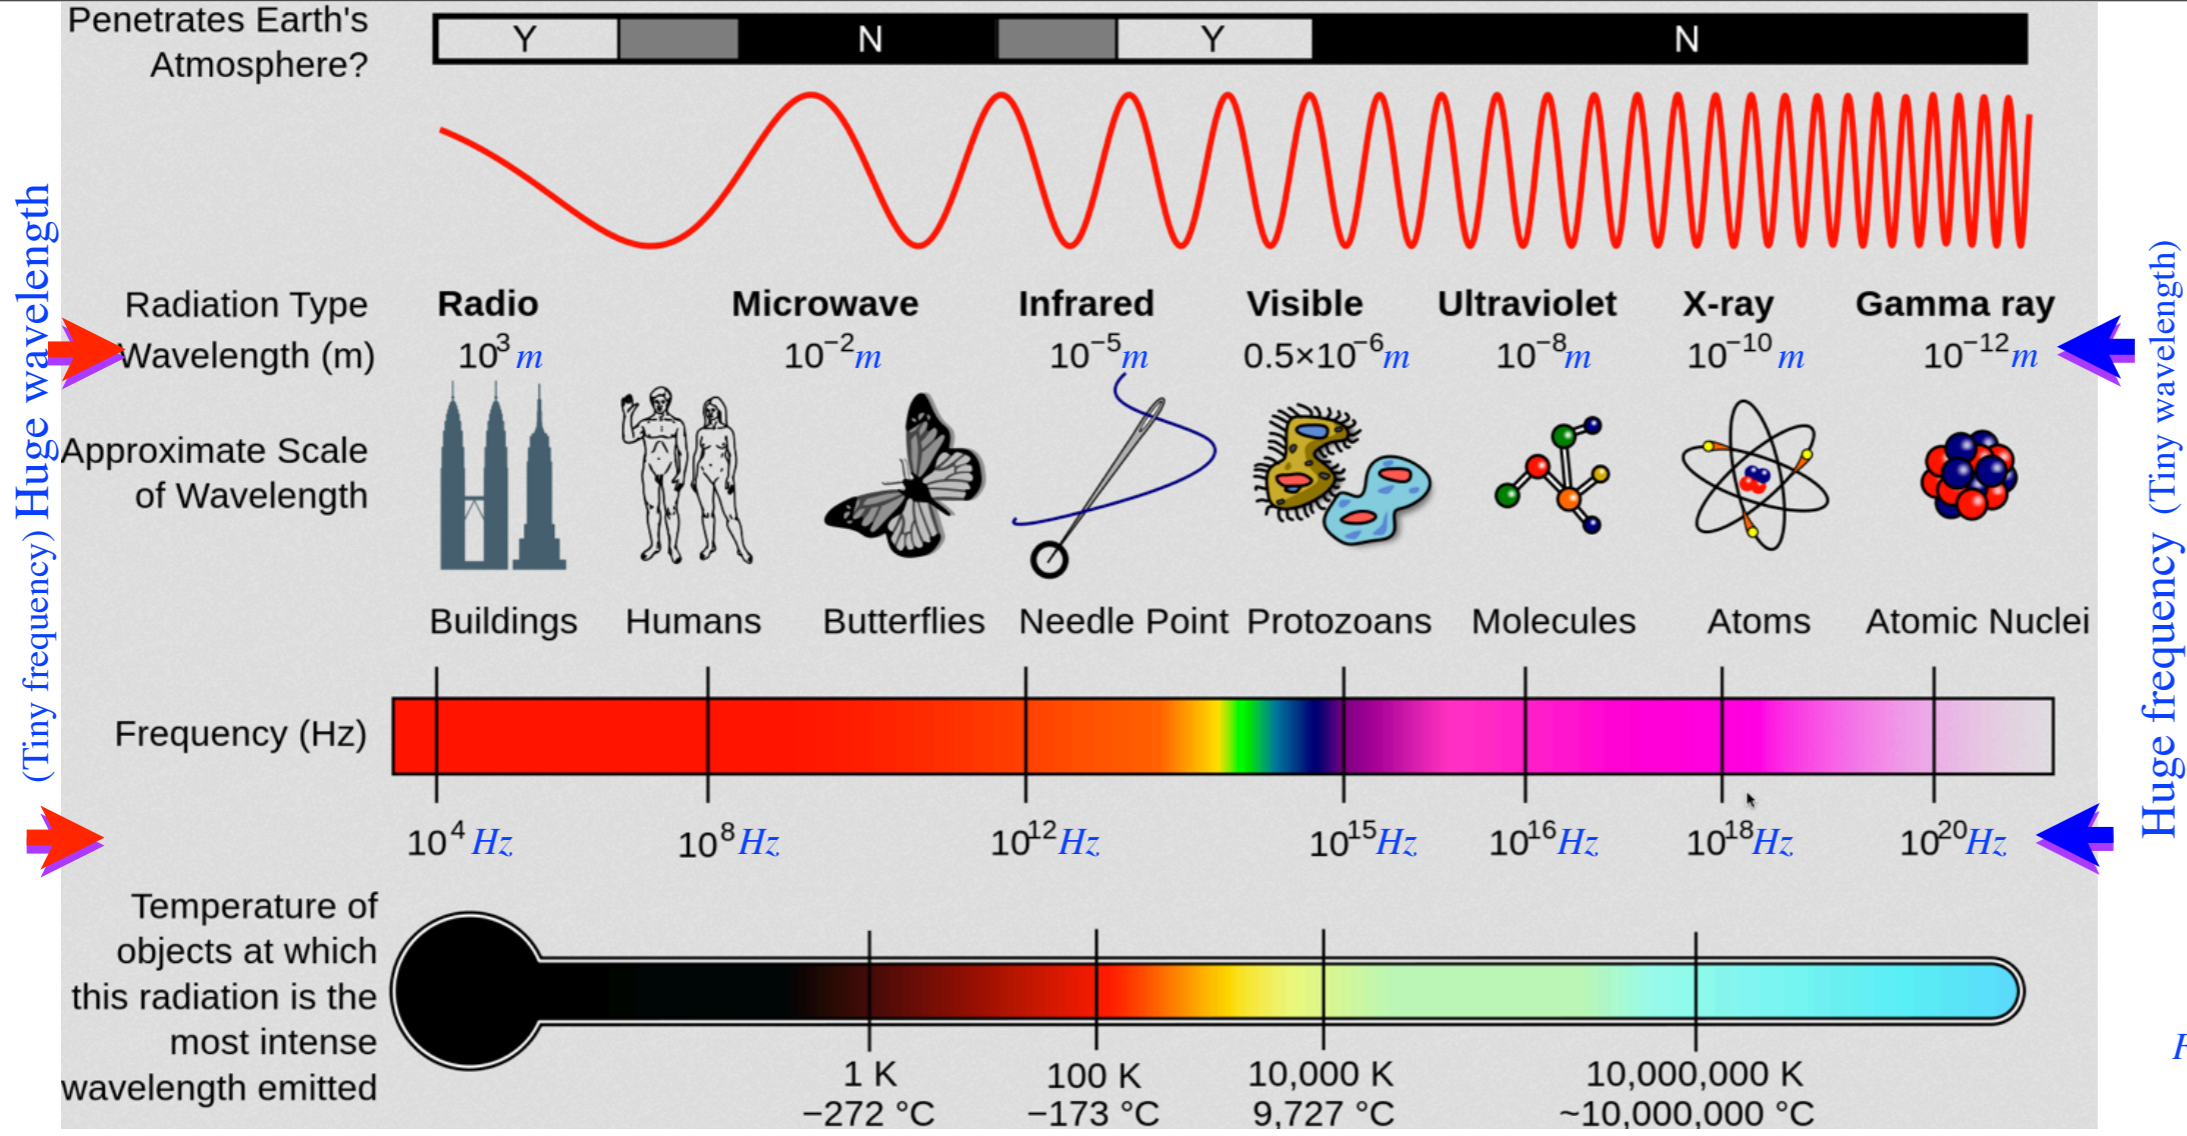 Penetrates Earth's
Atmosphere?
Y N Y N
Radiation Type
Radio Microwave Infrared Visible Ultraviolet X-ray Gamma ray
Wavelength (m)
10³ m 10⁻² m 10⁻⁵ m 0.5×10⁻⁶ m 10⁻⁸ m 10⁻¹⁰ m 10⁻¹² m
Approximate Scale
of Wavelength
Buildings Humans Butterflies Needle Point Protozoans Molecules Atoms Atomic Nuclei
Frequency (Hz)
10⁴ Hz 10⁸ Hz 10¹² Hz 10¹⁵ Hz 10¹⁶ Hz 10¹⁸ Hz 10²⁰ Hz
Temperature of
objects at which
this radiation is the
most intense
wavelength emitted
1 K 100 K 10,000 K 10,000,000 K
−272 °C −173 °C 9,727 °C ~10,000,000 °C
(Tiny frequency) Huge wavelength
Huge frequency (Tiny wavelength)